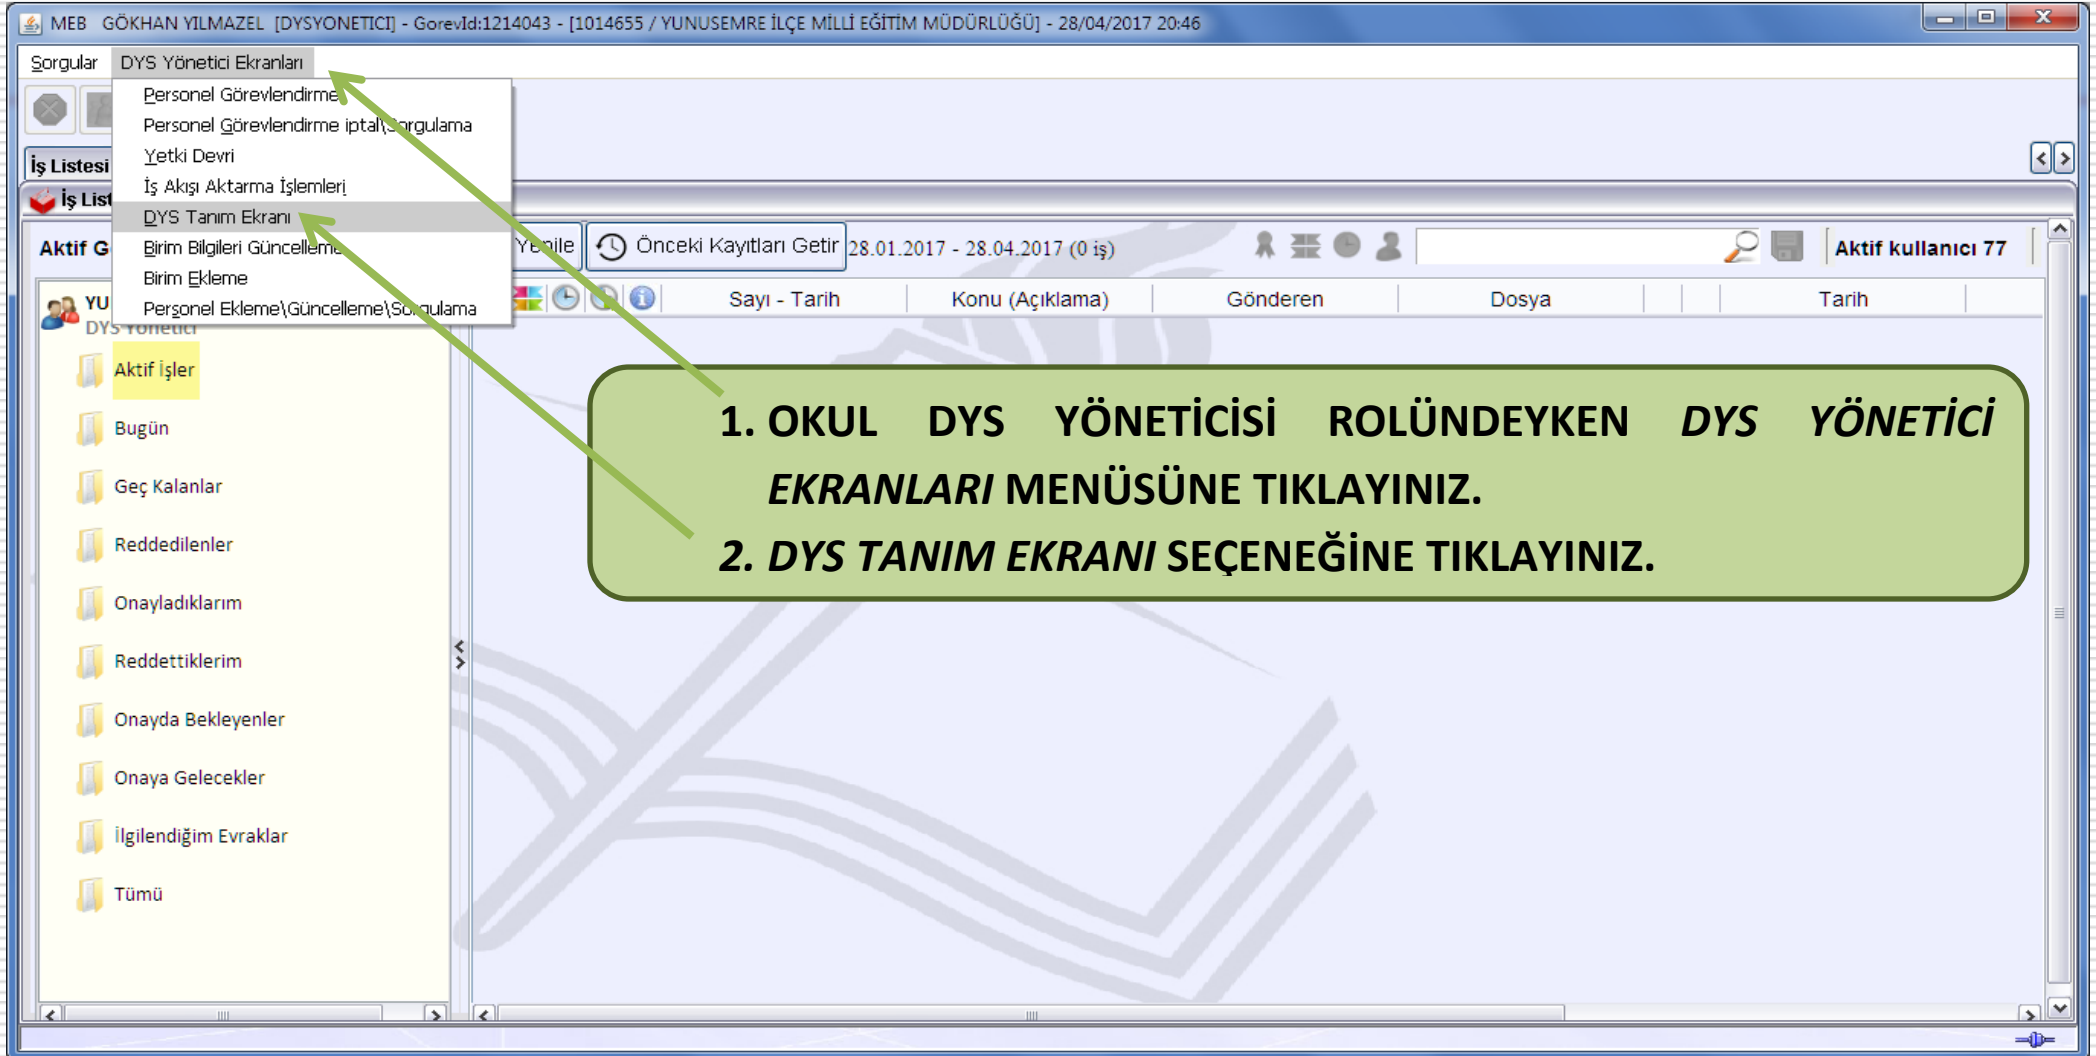 MEB GÖKHAN YILMAZEL [DYSYONETICI] - GorevId:1214043 - [1014655 / YUNUSEMRE İLÇE MİLLİ EĞİTİM MÜDÜRLÜĞÜ] - 28/04/2017 20:46
Sorgular DYS Yönetici Ekranları
Personel Görevlendirme
Personel Görevlendirme iptal\Sorgulama
Yetki Devri
İş Akışı Aktarma İşlemleri
DYS Tanım Ekranı
Birim Bilgileri Güncelleme
Birim Ekleme
Personel Ekleme\Güncelleme\Sorgulama
İş Listesi
İş List
Aktif G
Yenile Önceki Kayıtları Getir 28.01.2017 - 28.04.2017 (0 iş) Aktif kullanıcı 77
Sayı - Tarih Konu (Açıklama) Gönderen Dosya Tarih
YU
DYS Yönetici
Aktif İşler
Bugün
Geç Kalanlar
Reddedilenler
Onayladıklarım
Reddettiklerim
Onayda Bekleyenler
Onaya Gelecekler
İlgilendiğim Evraklar
Tümü
1. OKUL DYS YÖNETİCİSİ ROLÜNDEYKEN DYS YÖNETİCİ
EKRANLARI MENÜSÜNE TIKLAYINIZ.
2. DYS TANIM EKRANI SEÇENEĞİNE TIKLAYINIZ.